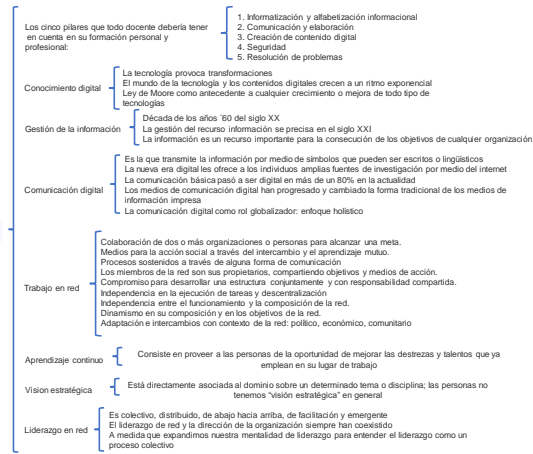 Los cinco pilares que todo docente debería tener
en cuenta en su formación personal y
profesional:
1. Informatización y alfabetización informacional
2. Comunicación y elaboración
3. Creación de contenido digital
4. Seguridad
5. Resolución de problemas
Conocimiento digital
La tecnología provoca transformaciones
El mundo de la tecnología y los contenidos digitales crecen a un ritmo exponencial
Ley de Moore como antecedente a cualquier crecimiento o mejora de todo tipo de
tecnologías
Gestión de la información
Década de los años ´60 del siglo XX
La gestión del recurso información se precisa en el siglo XXI
La información es un recurso importante para la consecución de los objetivos de cualquier organización
Comunicación digital
Es la que transmite la información por medio de símbolos que pueden ser escritos o lingüísticos
La nueva era digital les ofrece a los individuos amplias fuentes de investigación por medio del internet
La comunicación básica pasó a ser digital en más de un 80% en la actualidad
Los medios de comunicación digital han progresado y cambiado la forma tradicional de los medios de
información impresa
La comunicación digital como rol globalizador: enfoque holístico
Trabajo en red
Colaboración de dos o más organizaciones o personas para alcanzar una meta.
Medios para la acción social a través del intercambio y el aprendizaje mutuo.
Procesos sostenidos a través de alguna forma de comunicación
Los miembros de la red son sus propietarios, compartiendo objetivos y medios de acción.
Compromiso para desarrollar una estructura conjuntamente y con responsabilidad compartida.
Independencia en la ejecución de tareas y descentralización
Independencia entre el funcionamiento y la composición de la red.
Dinamismo en su composición y en los objetivos de la red.
Adaptación e intercambios con contexto de la red: político, económico, comunitario
Aprendizaje continuo
Consiste en proveer a las personas de la oportunidad de mejorar las destrezas y talentos que ya
emplean en su lugar de trabajo
Vision estratégica
Está directamente asociada al dominio sobre un determinado tema o disciplina; las personas no
tenemos “visión estratégica” en general
Liderazgo en red
Es colectivo, distribuido, de abajo hacia arriba, de facilitación y emergente
El liderazgo de red y la dirección de la organización siempre han coexistido
A medida que expandimos nuestra mentalidad de liderazgo para entender el liderazgo como un
proceso colectivo